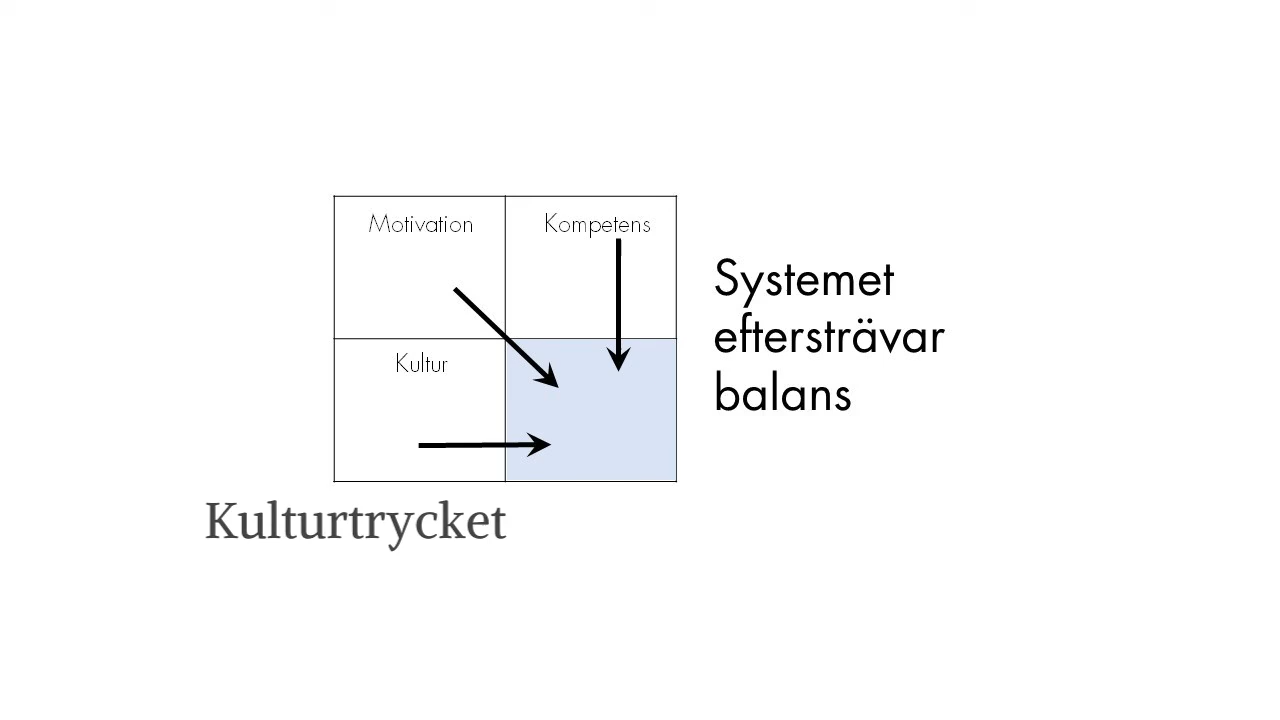 Motivation
Kompetens
Kultur
Systemet
eftersträvar
balans
Kulturtrycket